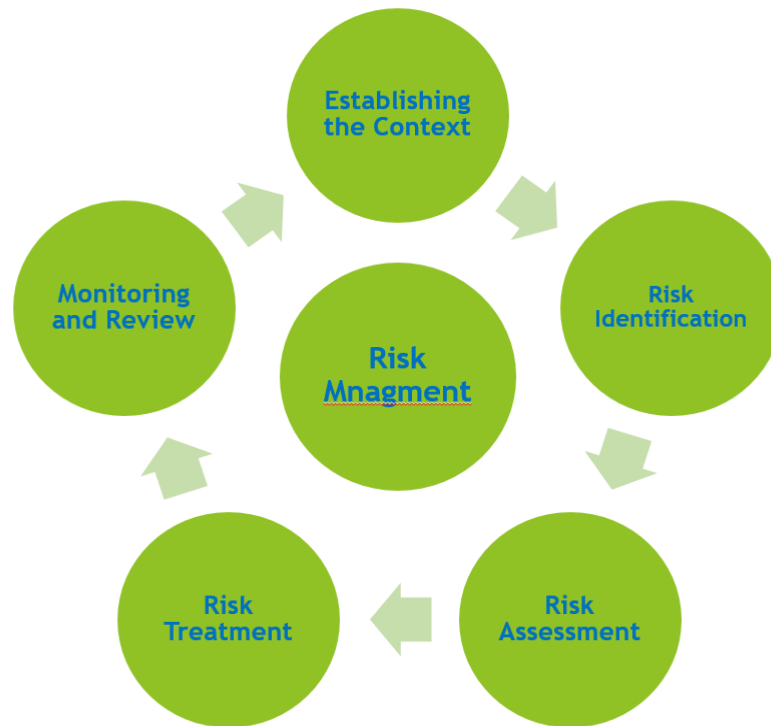 Establishing
the Context
Risk
Identification
Risk
Assessment
Risk
Treatment
Monitoring
and Review
Risk
Mnagment